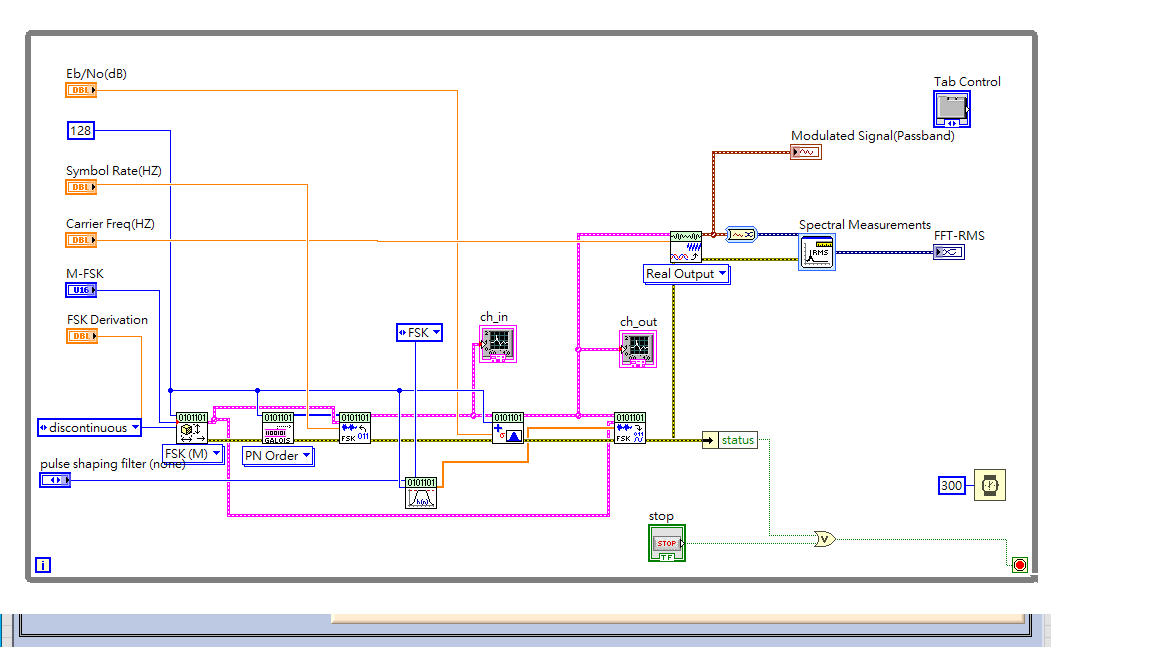 Eb/No(dB)
DBL
128
Symbol Rate(HZ)
DBL
Carrier Freq(HZ)
DBL
M-FSK
U16
FSK Derivation
DBL
discontinuous
pulse shaping filter (none)
0101101
FSK (M)
0101101
GALOIS
PN Order
0101101
FSK
011
FSK
ch_in
0101101
0101101
ch_out
0101101
FSK
Real Output
Tab Control
Modulated Signal(Passband)
Spectral Measurements
RMS
FFT-RMS
status
300
stop
STOP
TF
V
i